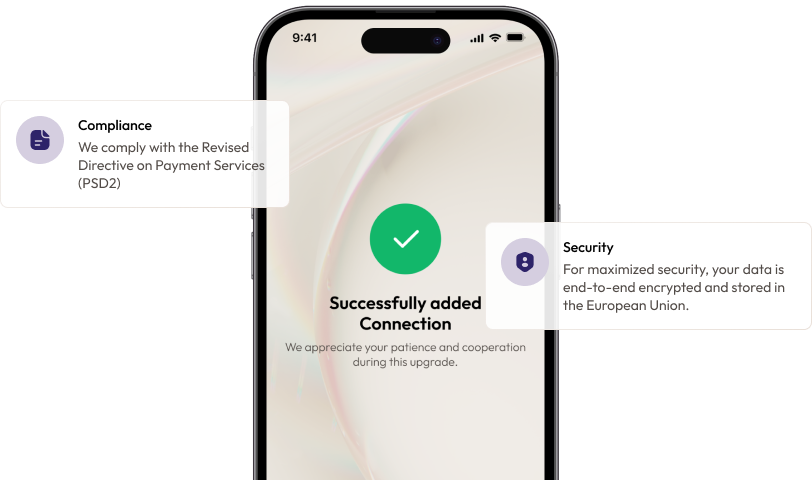 9:41
Compliance
We comply with the Revised
Directive on Payment Services
(PSD2)
Security
For maximized security, your data is
end-to-end encrypted and stored in
the European Union.
Successfully added
Connection
We appreciate your patience and cooperation
during this upgrade.